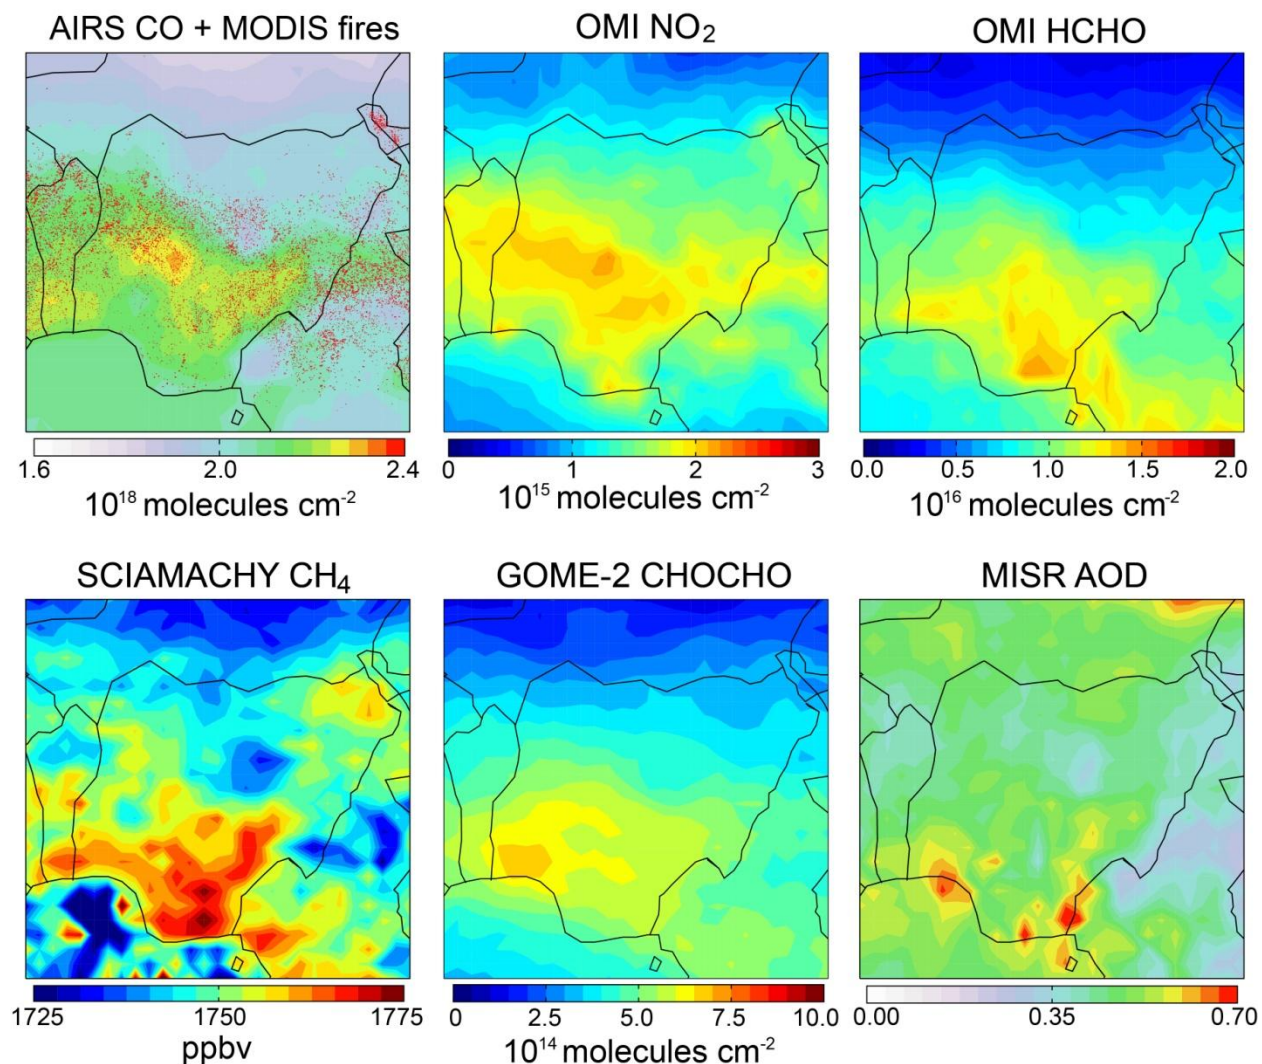 AIRS CO + MODIS fires
OMI NO₂
OMI HCHO
1.6 2.0 2.4
10¹⁸ molecules cm⁻²
0 1 2 3
10¹⁵ molecules cm⁻²
0.0 0.5 1.0 1.5 2.0
10¹⁶ molecules cm⁻²
SCIAMACHY CH₄
GOME-2 CHOCHO
MISR AOD
1725 1750 1775
ppbv
0 2.5 5.0 7.5 10.0
10¹⁴ molecules cm⁻²
0.00 0.35 0.70